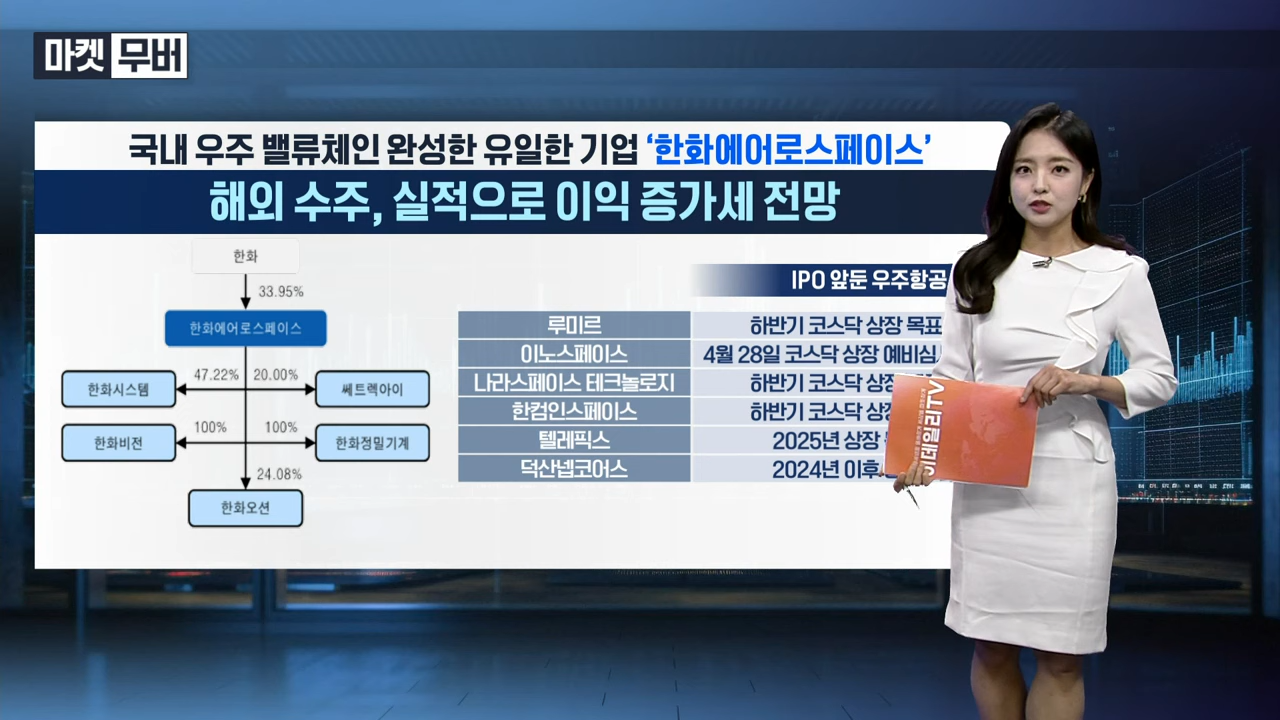 마켓 무버
국내 우주 밸류체인 완성한 유일한 기업 ‘한화에어로스페이스’
해외 수주, 실적으로 이익 증가세 전망
한화
33.95%
한화에어로스페이스
47.22% 20.00%
한화시스템 쎄트렉아이
100% 100%
한화비전 한화정밀기계
24.08%
한화오션
IPO 앞둔 우주항공
루미르 하반기 코스닥 상장 목표
이노스페이스 4월 28일 코스닥 상장 예비심
나라스페이스 테크놀로지 하반기 코스닥 상장
한컴인스페이스 하반기 코스닥
텔레픽스 2025년 상장
덕산넵코어스 2024년 이후
이데일리TV